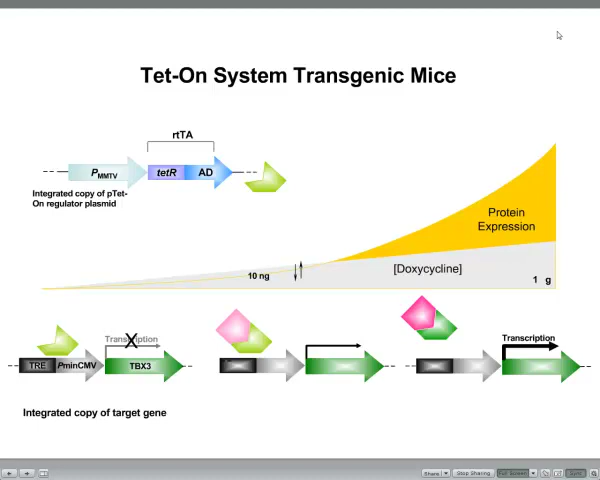 Tet-On System Transgenic Mice
rtTA
PMMTV
tetR
AD
Integrated copy of pTet-
On regulator plasmid
Protein
Expression
10 ng
[Doxycycline]
1 g
Transcription
X
TRE
PminCMV
TBX3
Transcription
Integrated copy of target gene
Share
Stop Sharing
Full Screen
Sync